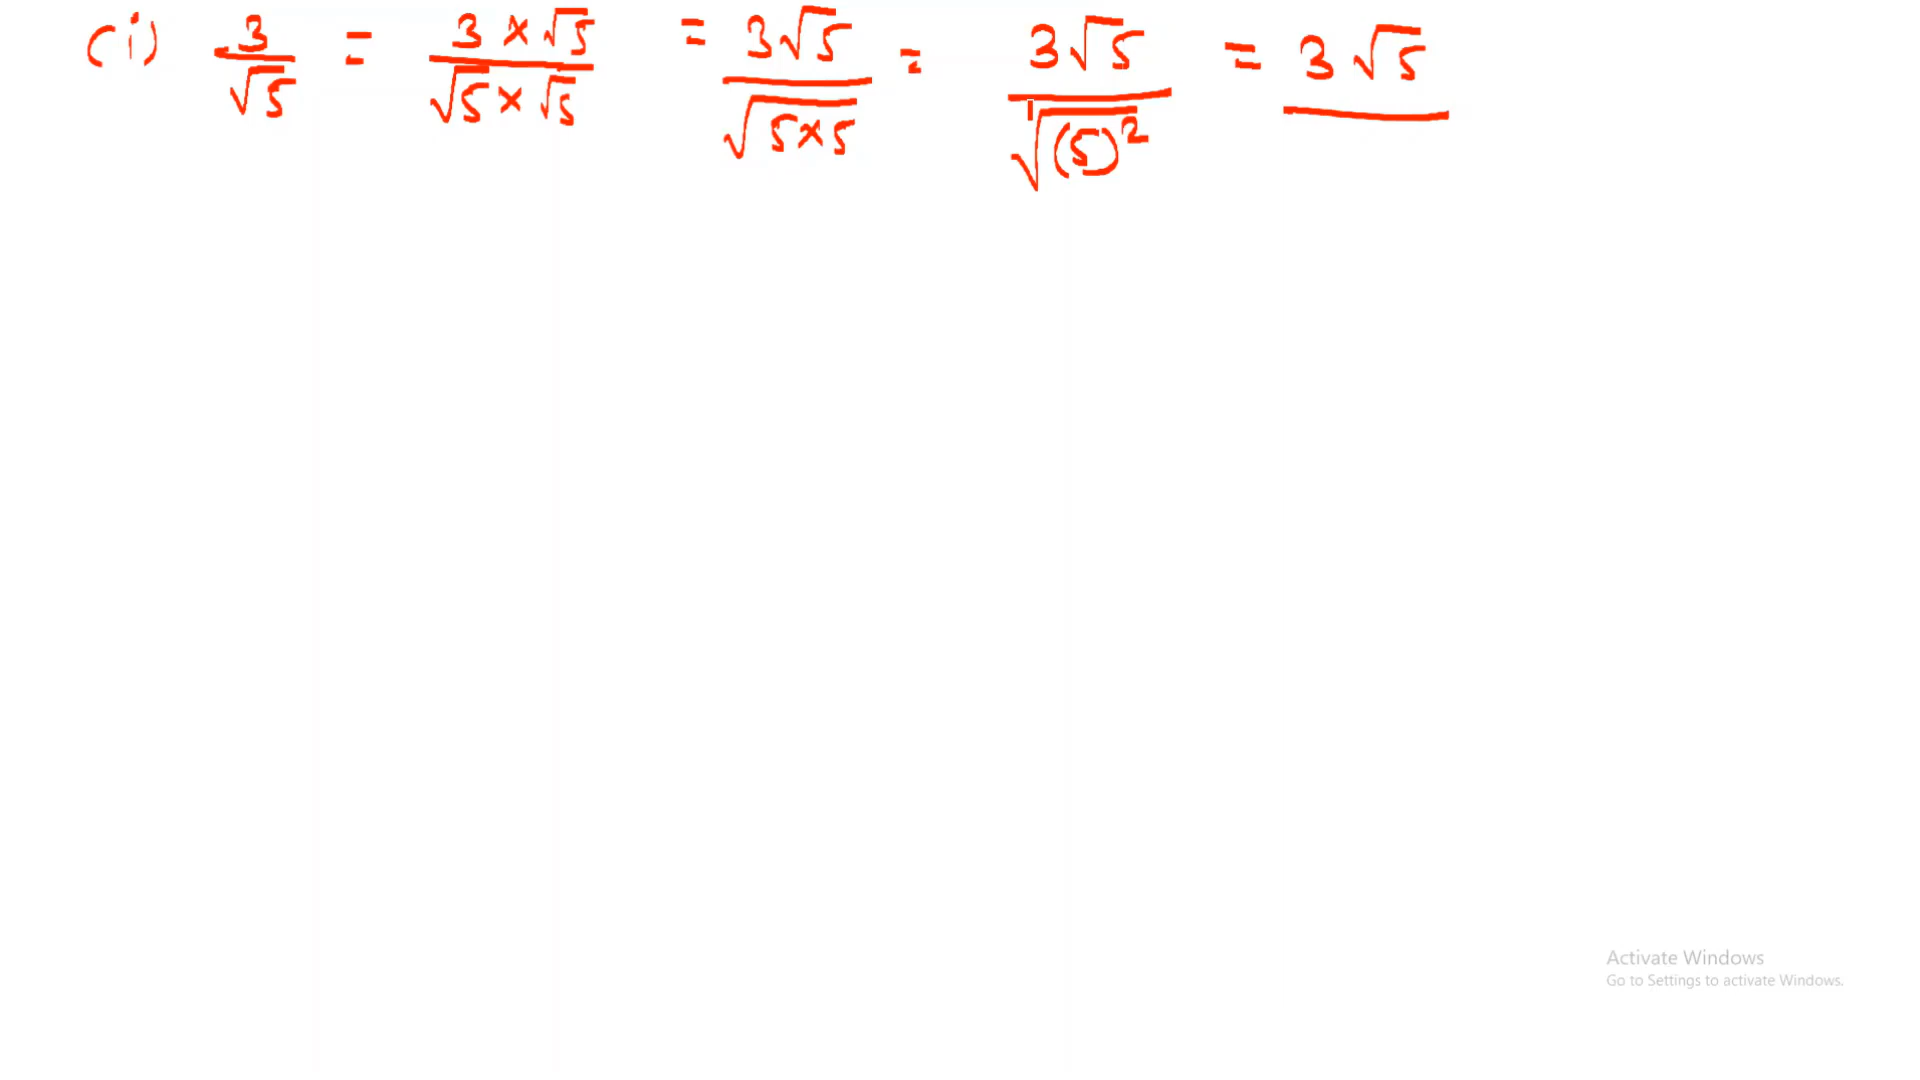 (i) 3/√5 = 3 × √5/√5 × √5 = 3√5/√5×5 = 3√5/√(5)² = 3√5
Activate Windows
Go to Settings to activate Windows.